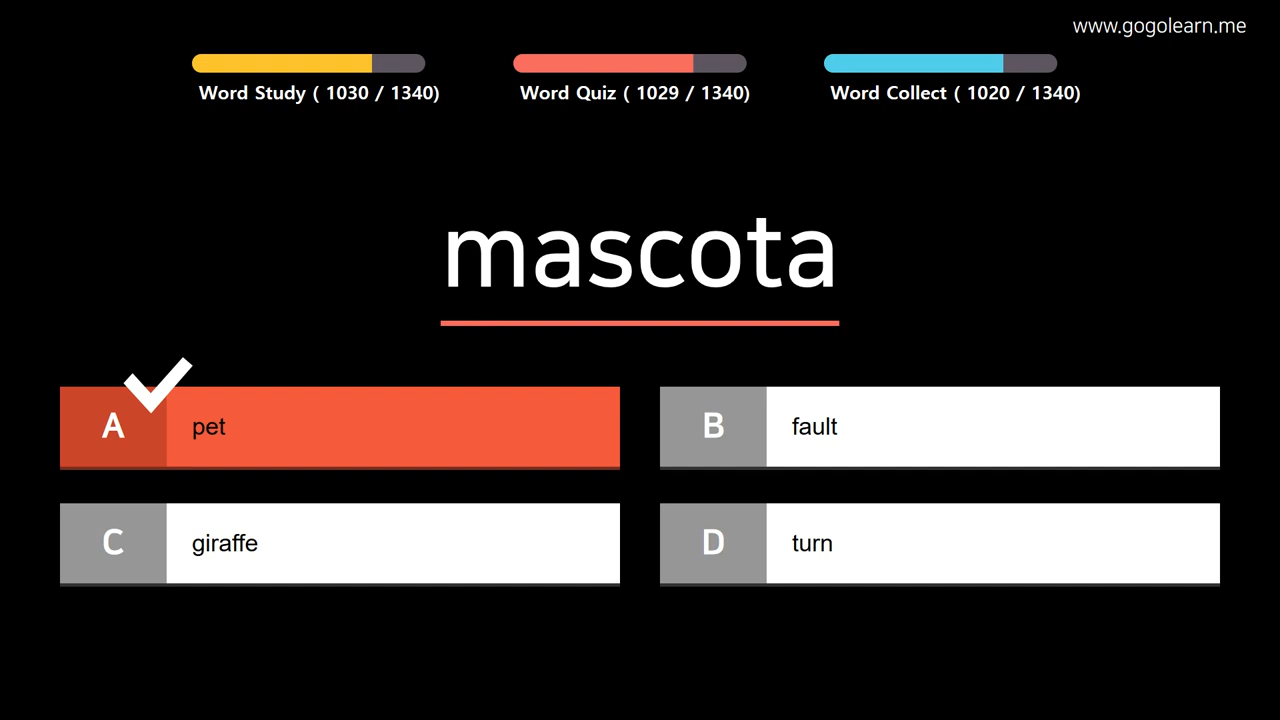 www.gogolearn.me
Word Study ( 1030 / 1340)
Word Quiz ( 1029 / 1340)
Word Collect ( 1020 / 1340)
mascota
A pet
B fault
C giraffe
D turn